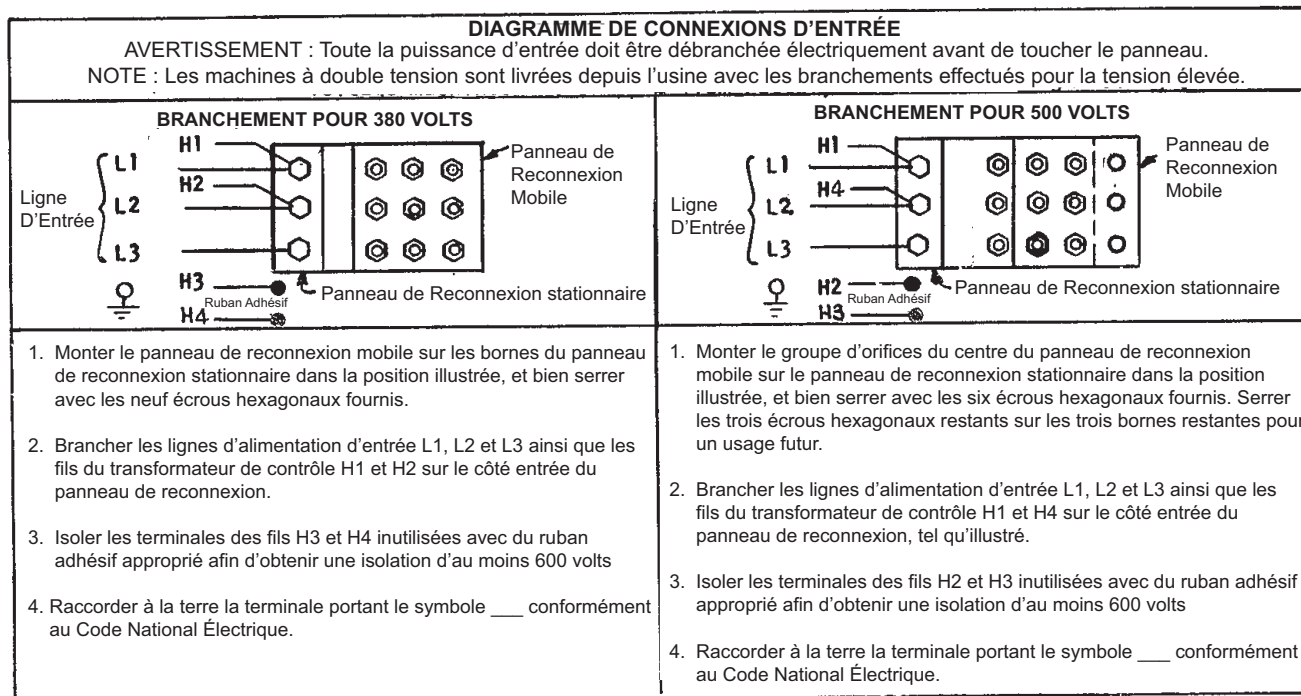 DIAGRAMME DE CONNEXIONS D'ENTRÉE
AVERTISSEMENT : Toute la puissance d'entrée doit être débranchée électriquement avant de toucher le panneau.
NOTE : Les machines à double tension sont livrées depuis l'usine avec les branchements effectués pour la tension élevée.
BRANCHEMENT POUR 380 VOLTS
H1
L1
H2
L2
L3
Ligne
D'Entrée
Panneau de
Reconnexion
Mobile
H3
Ruban Adhésif
H4
Panneau de Reconnexion stationnaire
1. Monter le panneau de reconnexion mobile sur les bornes du panneau
de reconnexion stationnaire dans la position illustrée, et bien serrer
avec les neuf écrous hexagonaux fournis.
2. Brancher les lignes d'alimentation d'entrée L1, L2 et L3 ainsi que les
fils du transformateur de contrôle H1 et H2 sur le côté entrée du
panneau de reconnexion.
3. Isoler les terminales des fils H3 et H4 inutilisées avec du ruban
adhésif approprié afin d'obtenir une isolation d'au moins 600 volts
4. Raccorder à la terre la terminale portant le symbole ___ conformément
au Code National Électrique.
BRANCHEMENT POUR 500 VOLTS
H1
L1
H4
L2
L3
Ligne
D'Entrée
Panneau de
Reconnexion
Mobile
H2
Ruban Adhésif
H3
Panneau de Reconnexion stationnaire
1. Monter le groupe d'orifices du centre du panneau de reconnexion
mobile sur le panneau de reconnexion stationnaire dans la position
illustrée, et bien serrer avec les six écrous hexagonaux fournis. Serrer
les trois écrous hexagonaux restants sur les trois bornes restantes pour
un usage futur.
2. Brancher les lignes d'alimentation d'entrée L1, L2 et L3 ainsi que les
fils du transformateur de contrôle H1 et H4 sur le côté entrée du
panneau de reconnexion, tel qu'illustré.
3. Isoler les terminales des fils H2 et H3 inutilisées avec du ruban adhésif
approprié afin d'obtenir une isolation d'au moins 600 volts
4. Raccorder à la terre la terminale portant le symbole ___ conformément
au Code National Électrique.